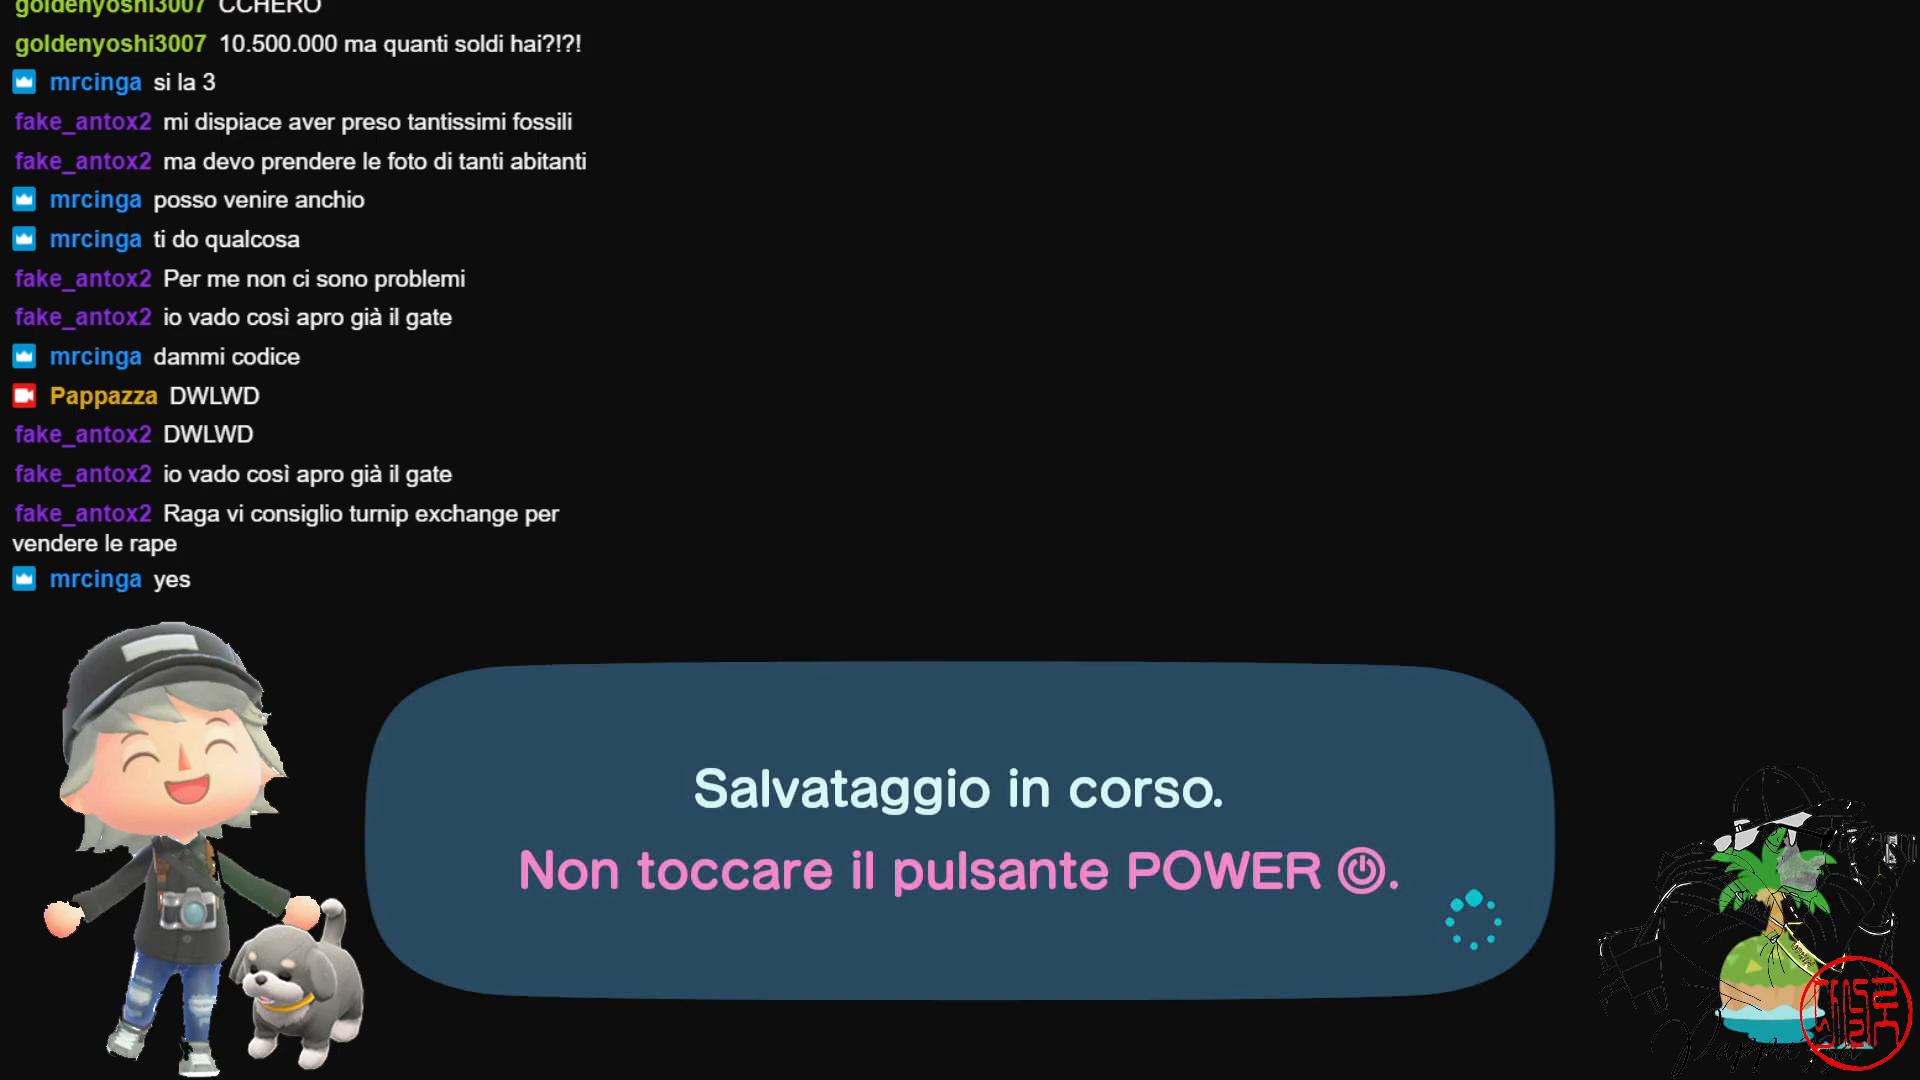 goldenyoshi3007 CCHERO
goldenyoshi3007 10.500.000 ma quanti soldi hai?!?!
mrcinga si la 3
fake_antox2 mi dispiace aver preso tantissimi fossili
fake_antox2 ma devo prendere le foto di tanti abitanti
mrcinga posso venire anchio
mrcinga ti do qualcosa
fake_antox2 Per me non ci sono problemi
fake_antox2 io vado così apro già il gate
mrcinga dammi codice
Pappazza DWLWD
fake_antox2 DWLWD
fake_antox2 io vado così apro già il gate
fake_antox2 Raga vi consiglio turnip exchange per
vendere le rape
mrcinga yes
Salvataggio in corso.
Non toccare il pulsante POWER ⏻.